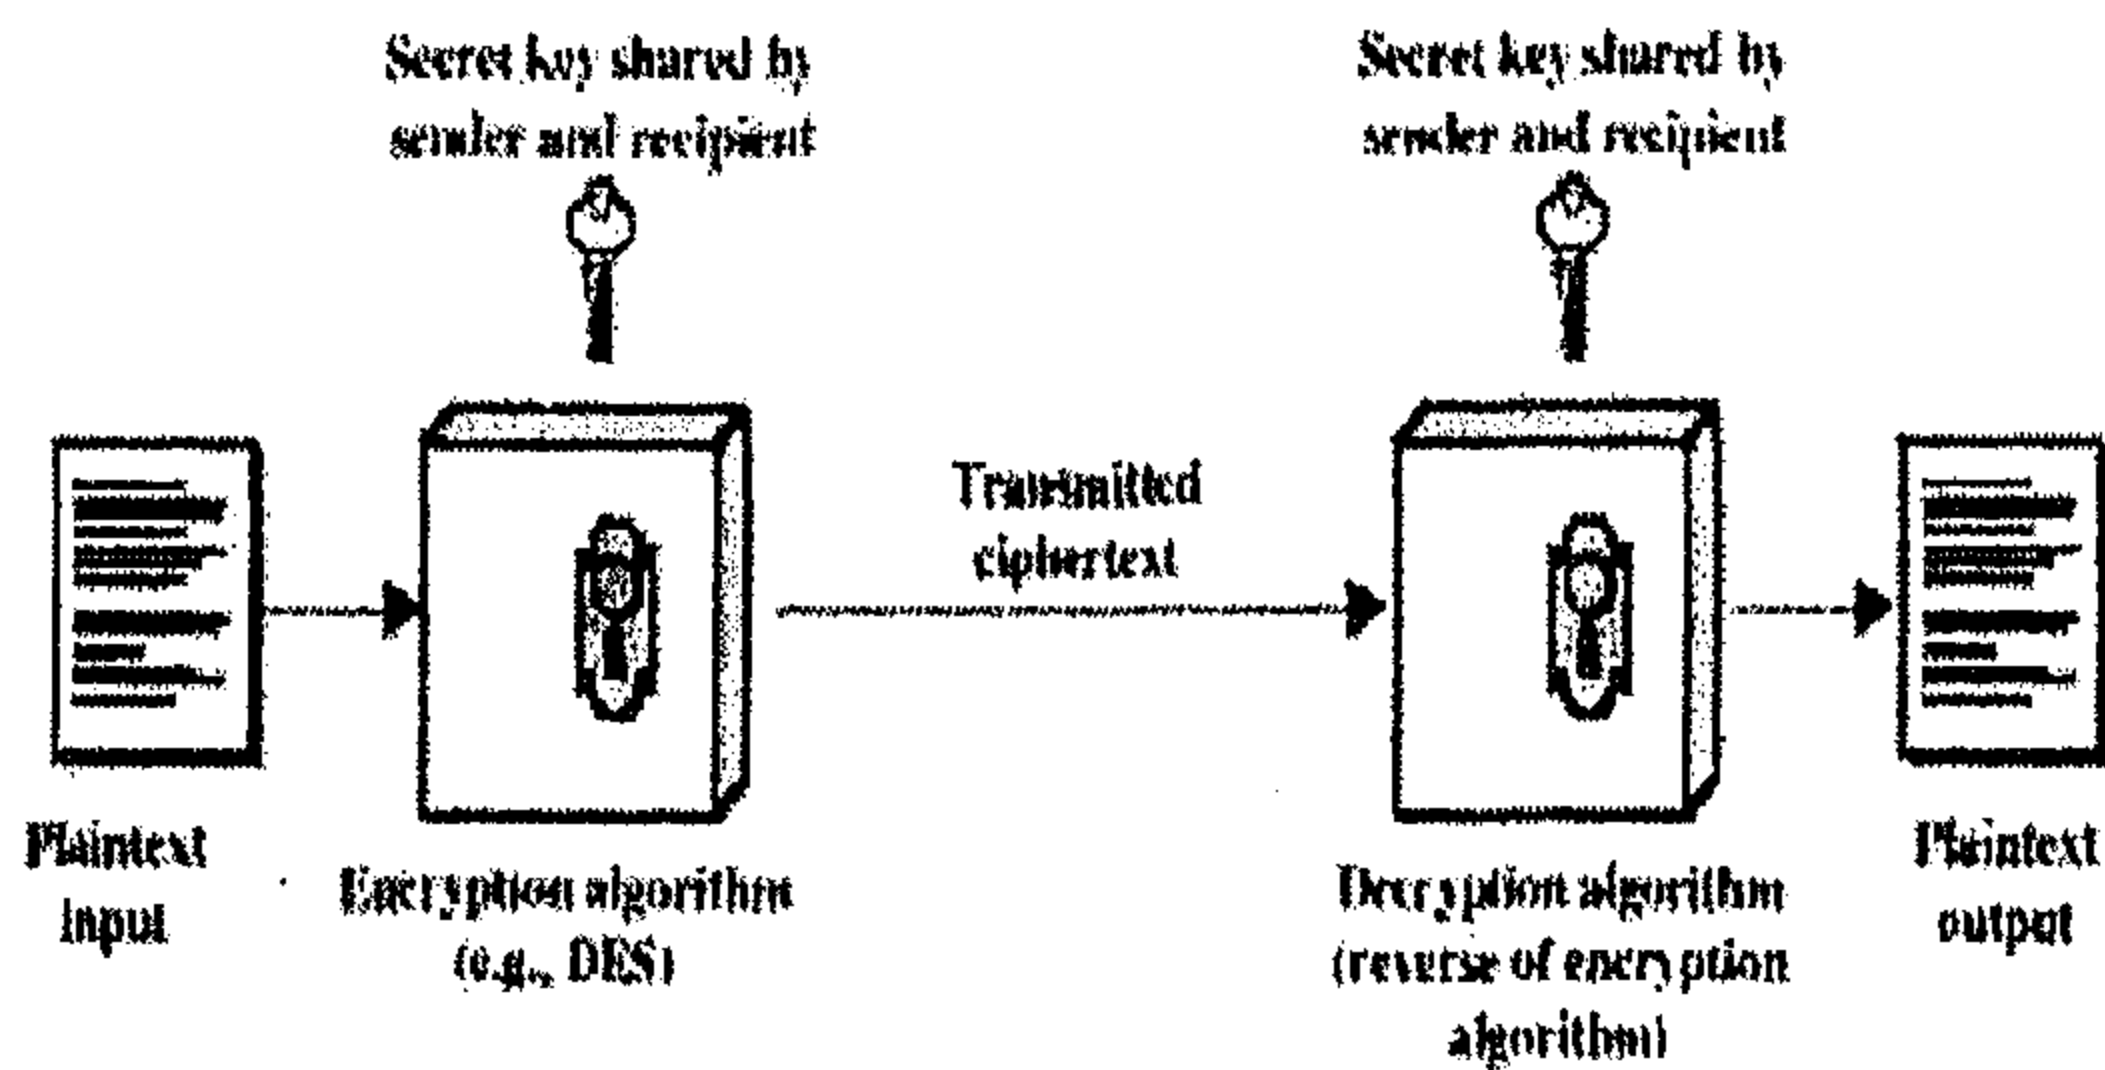 Secret key shared by
sender and recipient
Secret key shared by
sender and recipient
Transmitted
ciphertext
Plaintext
input
Encryption algorithm
(e.g., DES)
Decryption algorithm
(reverse of encryption
algorithm)
Plaintext
output